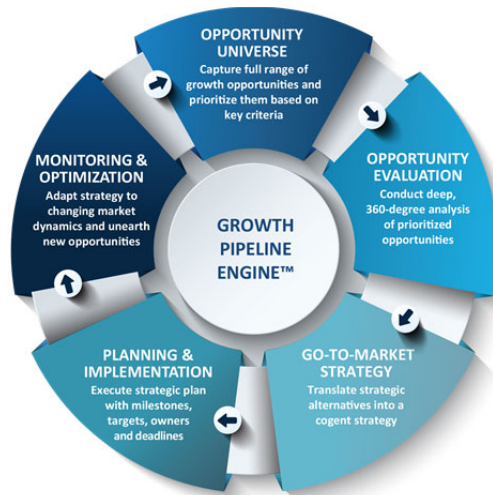 OPPORTUNITY
UNIVERSE
Capture full range of
growth opportunities and
prioritize them based on
key criteria
OPPORTUNITY
EVALUATION
Conduct deep,
360-degree analysis
of prioritized
opportunities
GO-TO-MARKET
STRATEGY
Translate strategic
alternatives into a
cogent strategy
PLANNING &
IMPLEMENTATION
Execute strategic plan
with milestones,
targets, owners
and deadlines
MONITORING &
OPTIMIZATION
Adapt strategy to
changing market
dynamics and unearth
new opportunities
GROWTH
PIPELINE
ENGINE™